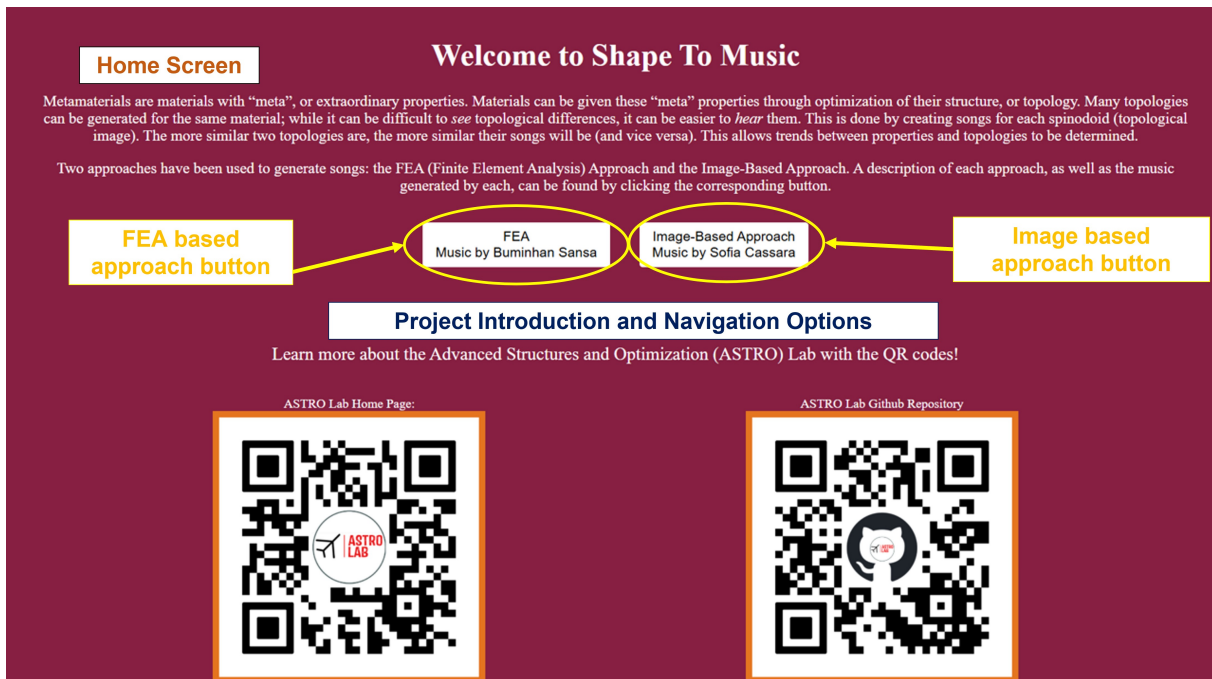 Home Screen
Welcome to Shape To Music
Metamaterials are materials with “meta”, or extraordinary properties. Materials can be given these “meta” properties through optimization of their structure, or topology. Many topologies
can be generated for the same material; while it can be difficult to see topological differences, it can be easier to hear them. This is done by creating songs for each spinodoid (topological
image). The more similar two topologies are, the more similar their songs will be (and vice versa). This allows trends between properties and topologies to be determined.
Two approaches have been used to generate songs: the FEA (Finite Element Analysis) Approach and the Image-Based Approach. A description of each approach, as well as the music
generated by each, can be found by clicking the corresponding button.
FEA based
approach button
FEA
Music by Buminhan Sansa
Image-Based Approach
Music by Sofia Cassara
Image based
approach button
Project Introduction and Navigation Options
Learn more about the Advanced Structures and Optimization (ASTRO) Lab with the QR codes!
ASTRO Lab Home Page:
ASTRO Lab Github Repository
ASTRO
LAB
ASTRO
LAB